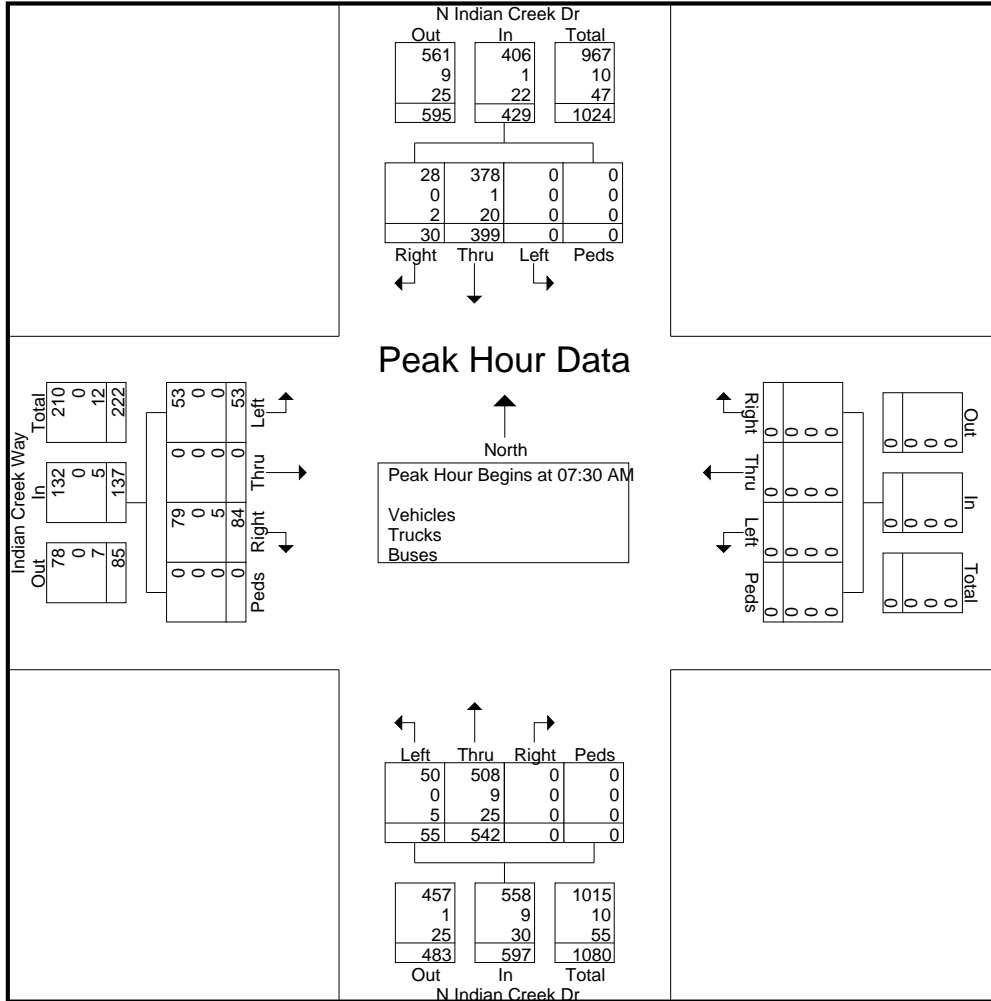 N Indian Creek Dr
Out In Total
561 406 967
9 1 10
25 22 47
595 429 1024
28 378 0 0
0 1 0 0
2 20 0 0
30 399 0 0
Right Thru Left Peds
Peak Hour Data
North
Peak Hour Begins at 07:30 AM
Vehicles
Trucks
Buses
Indian Creek Way
Total In Out
210 132 78
0 0 0
12 5 7
222 137 85
53 0 79 0
0 0 0 0
0 0 5 0
53 0 84 0
Left Thru Right Peds
Right Thru Left Peds
0 0 0 0
0 0 0 0
0 0 0 0
0 0 0 0
Out In Total
0 0 0
0 0 0
0 0 0
0 0 0
Left Thru Right Peds
50 508 0 0
0 9 0 0
5 25 0 0
55 542 0 0
457 558 1015
1 9 10
25 30 55
483 597 1080
Out In Total
N Indian Creek Dr